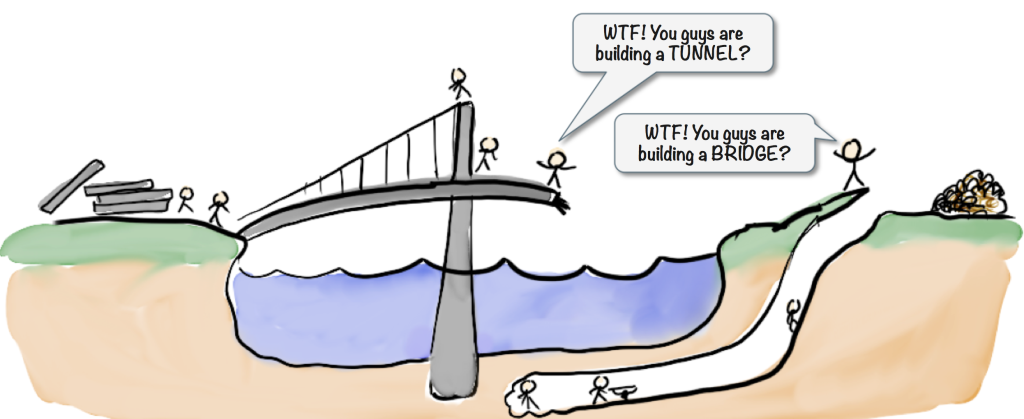 WTF! You guys are
building a TUNNEL?
WTF! You guys are
building a BRIDGE?